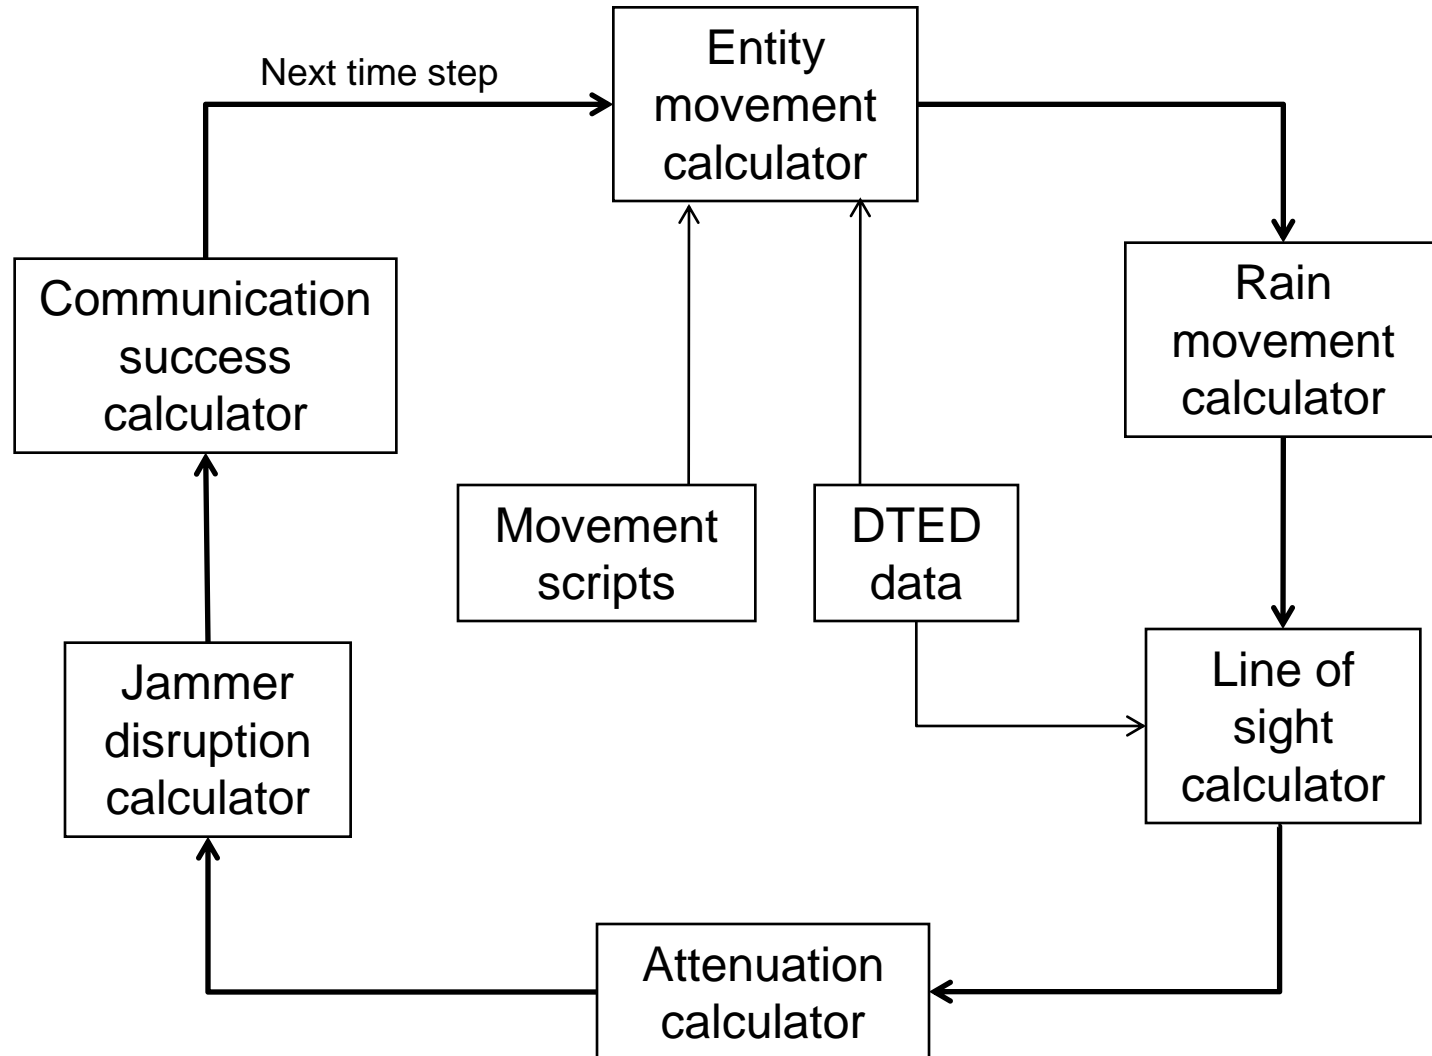 Next time step
Entity
movement
calculator
Communication
success
calculator
Rain
movement
calculator
Movement
scripts
DTED
data
Jammer
disruption
calculator
Line of
sight
calculator
Attenuation
calculator